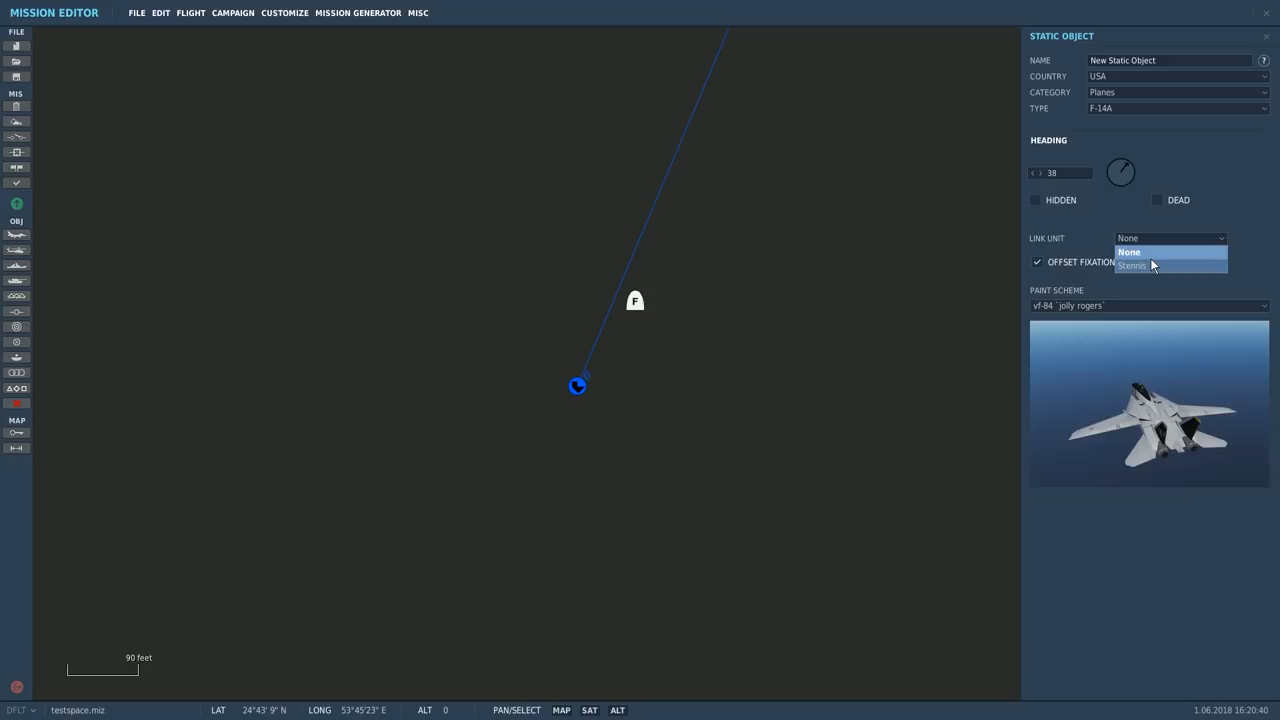 MISSION EDITOR FILE EDIT FLIGHT CAMPAIGN CUSTOMIZE MISSION GENERATOR MISC
FILE
MIS
OBJ
MAP
F
0
90 feet
STATIC OBJECT
NAME New Static Object ?
COUNTRY USA
CATEGORY Planes
TYPE F-14A
HEADING
< > 38
HIDDEN DEAD
LINK UNIT None
None
OFFSET FIXATION Stennis
PAINT SCHEME
vf-84 `jolly rogers`
DFLT testspace.miz LAT 24°43' 9" N LONG 53°45'23" E ALT 0 PAN/SELECT MAP SAT ALT 1.06.2018 16:20:40